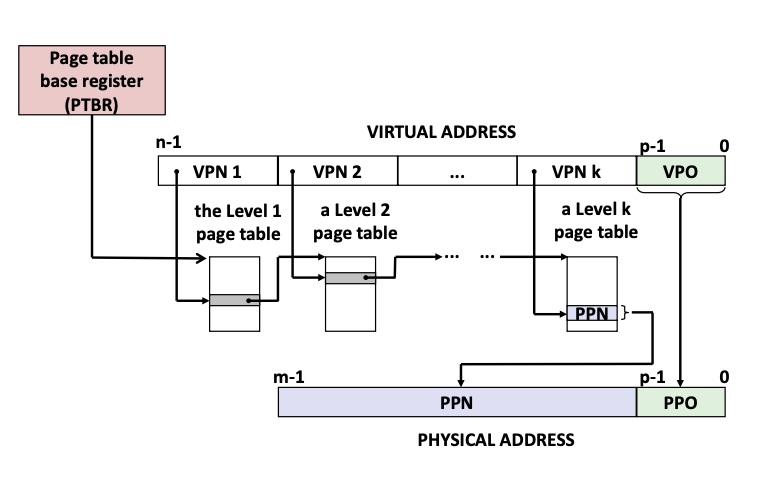 Page table
base register
(PTBR)
VIRTUAL ADDRESS
n-1
p-1
0
VPN 1
VPN 2
...
VPN k
VPO
the Level 1
page table
a Level 2
page table
a Level k
page table
... ...
PPN
m-1
p-1
0
PPN
PPO
PHYSICAL ADDRESS